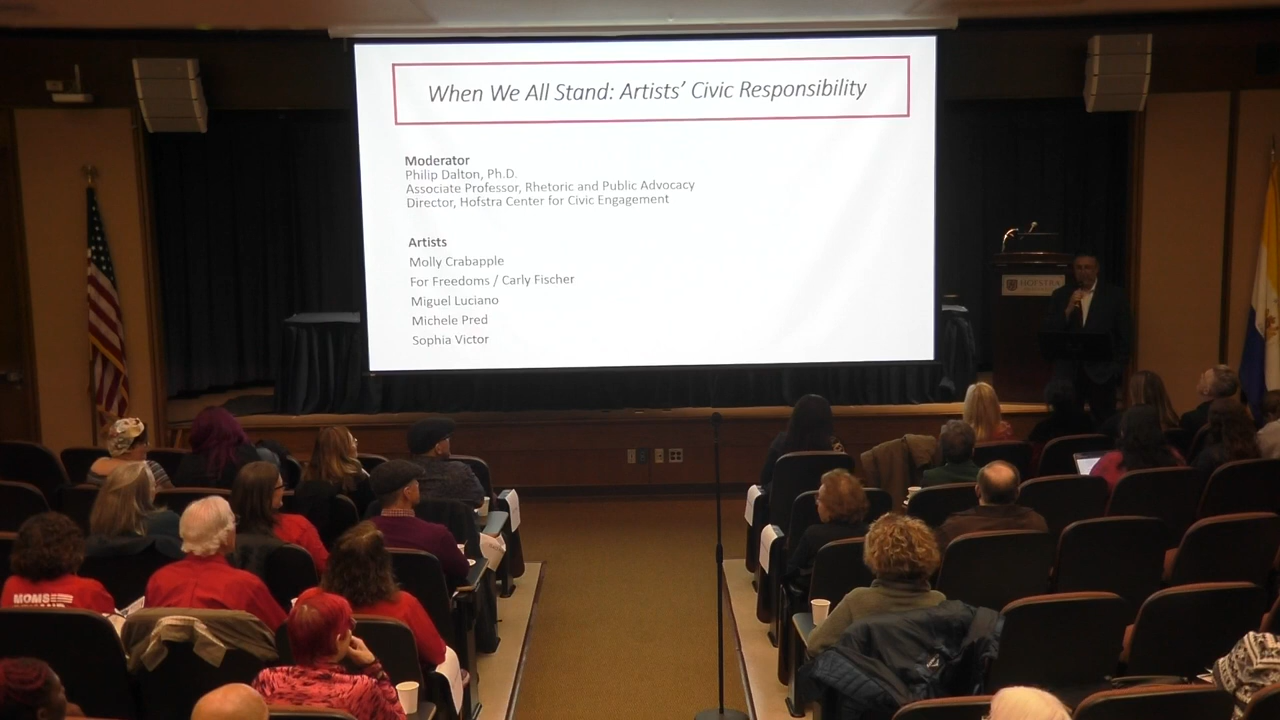 When We All Stand: Artists' Civic Responsibility
Moderator
Philip Dalton, Ph.D.
Associate Professor, Rhetoric and Public Advocacy
Director, Hofstra Center for Civic Engagement
Artists
Molly Crabapple
For Freedoms / Carly Fischer
Miguel Luciano
Michele Pred
Sophia Victor
HOFSTRA
MOMS